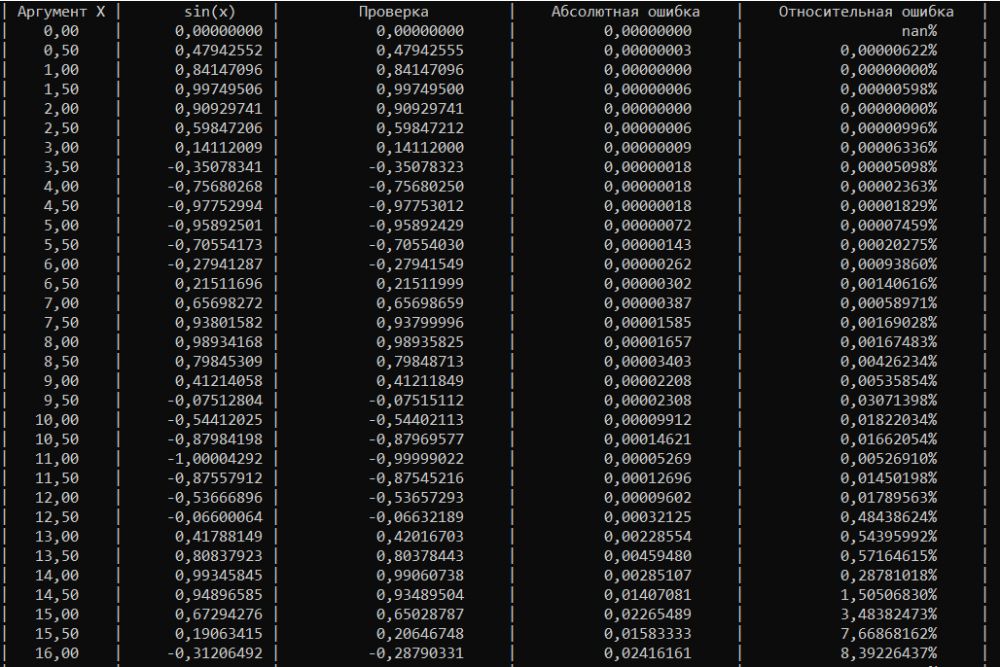 | Аргумент X | sin(x) | Проверка | Абсолютная ошибка | Относительная ошибка |
| 0,00 | 0,00000000 | 0,00000000 | 0,00000000 | nan% |
| 0,50 | 0,47942552 | 0,47942555 | 0,00000003 | 0,00000622% |
| 1,00 | 0,84147096 | 0,84147096 | 0,00000000 | 0,00000000% |
| 1,50 | 0,99749506 | 0,99749500 | 0,00000006 | 0,00000598% |
| 2,00 | 0,90929741 | 0,90929741 | 0,00000000 | 0,00000000% |
| 2,50 | 0,59847206 | 0,59847212 | 0,00000006 | 0,00000996% |
| 3,00 | 0,14112009 | 0,14112000 | 0,00000009 | 0,00006336% |
| 3,50 | -0,35078341 | -0,35078323 | 0,00000018 | 0,00005098% |
| 4,00 | -0,75680268 | -0,75680250 | 0,00000018 | 0,00002363% |
| 4,50 | -0,97752994 | -0,97753012 | 0,00000018 | 0,00001829% |
| 5,00 | -0,95892501 | -0,95892429 | 0,00000072 | 0,00007459% |
| 5,50 | -0,70554173 | -0,70554030 | 0,00000143 | 0,00020275% |
| 6,00 | -0,27941287 | -0,27941549 | 0,00000262 | 0,00093860% |
| 6,50 | 0,21511696 | 0,21511999 | 0,00000302 | 0,00140616% |
| 7,00 | 0,65698272 | 0,65698659 | 0,00000387 | 0,00058971% |
| 7,50 | 0,93801582 | 0,93799996 | 0,00001585 | 0,00169028% |
| 8,00 | 0,98934168 | 0,98935825 | 0,00001657 | 0,00167483% |
| 8,50 | 0,79845309 | 0,79848713 | 0,00003403 | 0,00426234% |
| 9,00 | 0,41214058 | 0,41211849 | 0,00002208 | 0,00535854% |
| 9,50 | -0,07512804 | -0,07515112 | 0,00002308 | 0,03071398% |
| 10,00 | -0,54412025 | -0,54402113 | 0,00009912 | 0,01822034% |
| 10,50 | -0,87984198 | -0,87969577 | 0,00014621 | 0,01662054% |
| 11,00 | -1,00004292 | -0,99999022 | 0,00005269 | 0,00526910% |
| 11,50 | -0,87557912 | -0,87545216 | 0,00012696 | 0,01450198% |
| 12,00 | -0,53666896 | -0,53657293 | 0,00009602 | 0,01789563% |
| 12,50 | -0,06600064 | -0,06632189 | 0,00032125 | 0,48438624% |
| 13,00 | 0,41788149 | 0,42016703 | 0,00228554 | 0,54395992% |
| 13,50 | 0,80837923 | 0,80378443 | 0,00459480 | 0,57164615% |
| 14,00 | 0,99345845 | 0,99060738 | 0,00285107 | 0,28781018% |
| 14,50 | 0,94896585 | 0,93489504 | 0,01407081 | 1,50506830% |
| 15,00 | 0,67294276 | 0,65028787 | 0,02265489 | 3,48382473% |
| 15,50 | 0,19063415 | 0,20646748 | 0,01583333 | 7,66868162% |
| 16,00 | -0,31206492 | -0,28790331 | 0,02416161 | 8,39226437% |